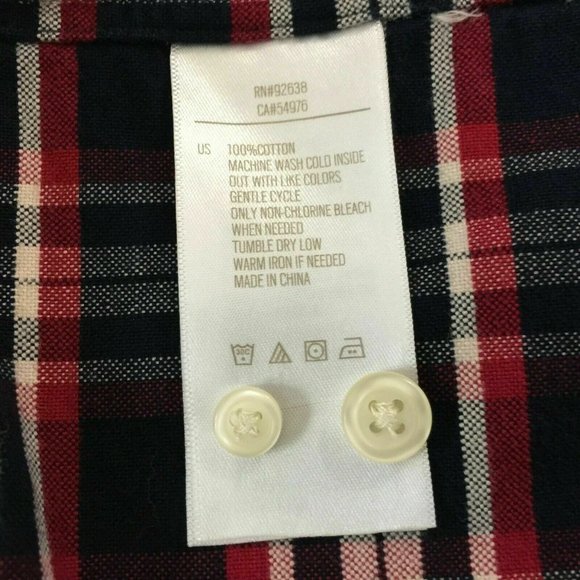 RN#92638
CA#54976
US 100%COTTON
MACHINE WASH COLD INSIDE
OUT WITH LIKE COLORS
GENTLE CYCLE
ONLY NON-CHLORINE BLEACH
WHEN NEEDED
TUMBLE DRY LOW
WARM IRON IF NEEDED
MADE IN CHINA
30C